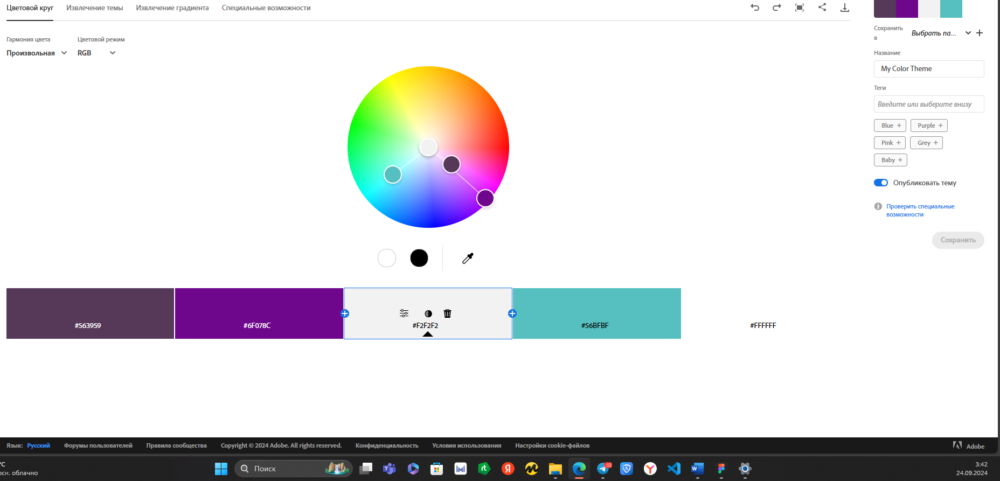 Цветовой круг Извлечение темы Извлечение градиента Специальные возможности
Гармония цвета Цветовой режим
Произвольная RGB
#563959 #6F078C #F2F2F2 #56BFBF #FFFFFF
Сохранить
в
Выбрать па...
Название
My Color Theme
Теги
Введите или выберите внизу
Blue + Purple +
Pink + Grey +
Baby +
Опубликовать тему
Проверить специальные
возможности
Сохранить
Язык: Русский Форумы пользователей Правила сообщества Copyright © 2024 Adobe. All rights reserved. Конфиденциальность Условия использования Настройки cookie-файлов Adobe
°C
осн. облачно
Поиск
3:42
24.09.2024